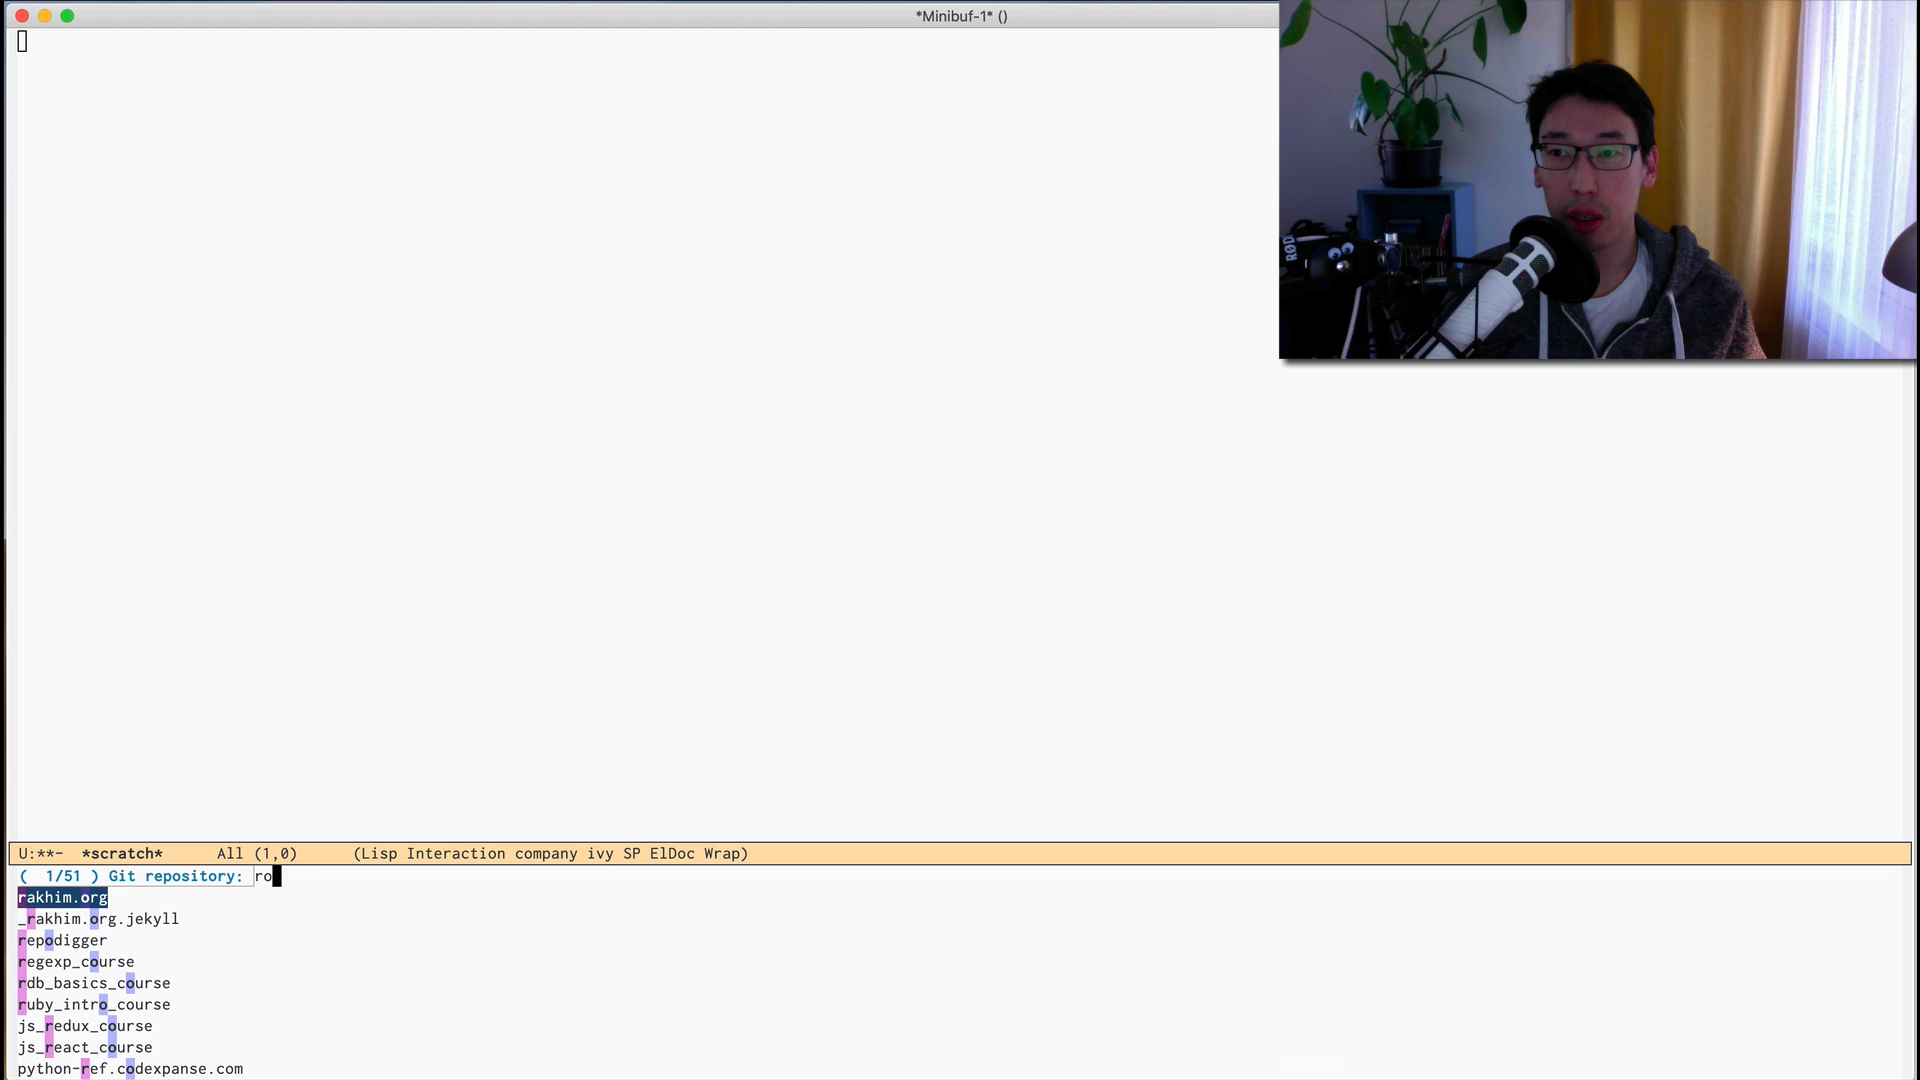 *Minibuf-1* ()
RØD
U:**-  *scratch*      All (1,0)      (Lisp Interaction company ivy SP ElDoc Wrap)
(  1/51 ) Git repository: ro
rakhim.org
_rakhim.org.jekyll
repodigger
regexp_course
rdb_basics_course
ruby_intro_course
js_redux_course
js_react_course
python-ref.codexpanse.com